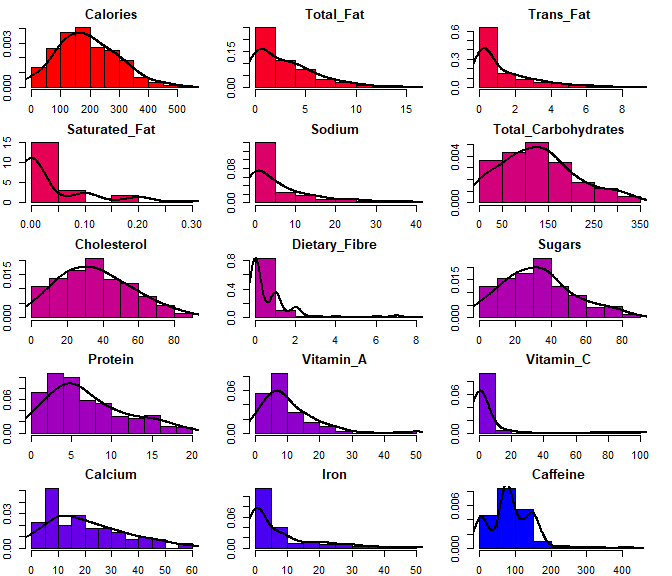 Calories Total_Fat Trans_Fat
0.000 0.003 0.00 0.15 0.0 0.3 0.6
0 100 200 300 400 500 0 5 10 15 0 2 4 6 8
Saturated_Fat Sodium Total_Carbohydrates
0 5 10 15 0.00 0.08 0.000 0.004
0.00 0.10 0.20 0.30 0 10 20 30 40 0 50 150 250 350
Cholesterol Dietary_Fibre Sugars
0.000 0.015 0.0 0.4 0.8 0.000 0.015
0 20 40 60 80 0 2 4 6 8 0 20 40 60 80
Protein Vitamin_A Vitamin_C
0.00 0.06 0.00 0.06 0.00 0.06
0 5 10 15 20 0 10 20 30 40 50 0 20 40 60 80 100
Calcium Iron Caffeine
0.00 0.03 0.00 0.06 0.000 0.006
0 10 20 30 40 50 60 0 10 20 30 40 50 0 100 200 300 400